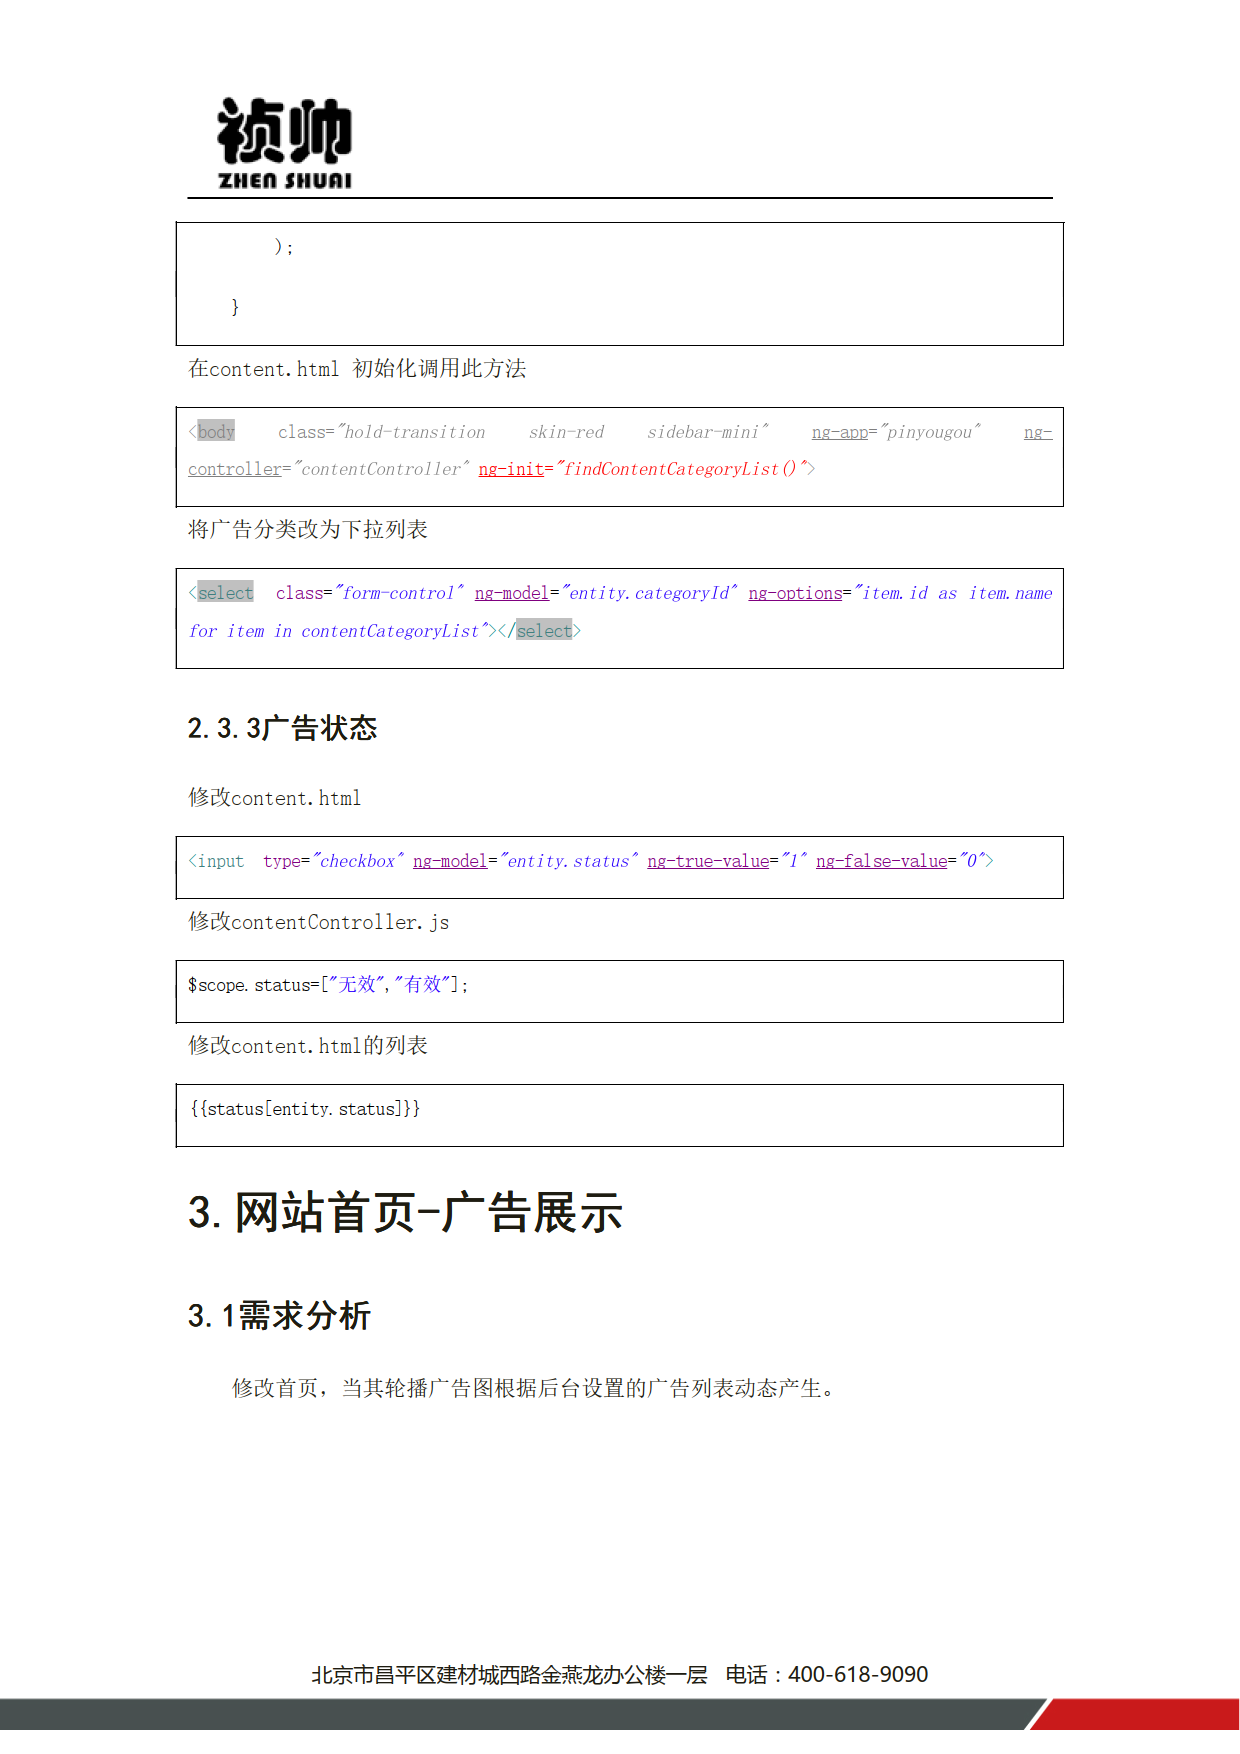 祯帅
ZHEN SHUAI
);
}
在content.html 初始化调用此方法
<body class="hold-transition skin-red sidebar-mini" ng-app="pinyougou" ng-
controller="contentController" ng-init="findContentCategoryList()">
将广告分类改为下拉列表
<select class="form-control" ng-model="entity.categoryId" ng-options="item.id as item.name
for item in contentCategoryList"></select>
2.3.3广告状态
修改content.html
<input type="checkbox" ng-model="entity.status" ng-true-value="1" ng-false-value="0">
修改contentController.js
$scope.status=["无效","有效"];
修改content.html的列表
{{status[entity.status]}}
3.网站首页-广告展示
3.1需求分析
修改首页，当其轮播广告图根据后台设置的广告列表动态产生。
北京市昌平区建材城西路金燕龙办公楼一层 电话：400-618-9090